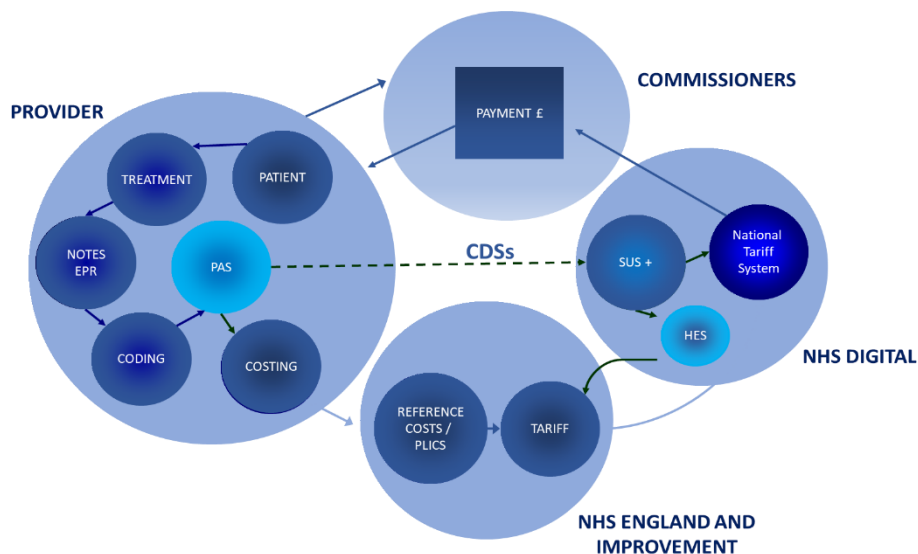 COMMISSIONERS
PROVIDER
PAYMENT £
TREATMENT
PATIENT
NOTES
EPR
PAS
CDSs
SUS +
National
Tariff
System
HES
CODING
COSTING
NHS DIGITAL
REFERENCE
COSTS /
PLICS
TARIFF
NHS ENGLAND AND
IMPROVEMENT